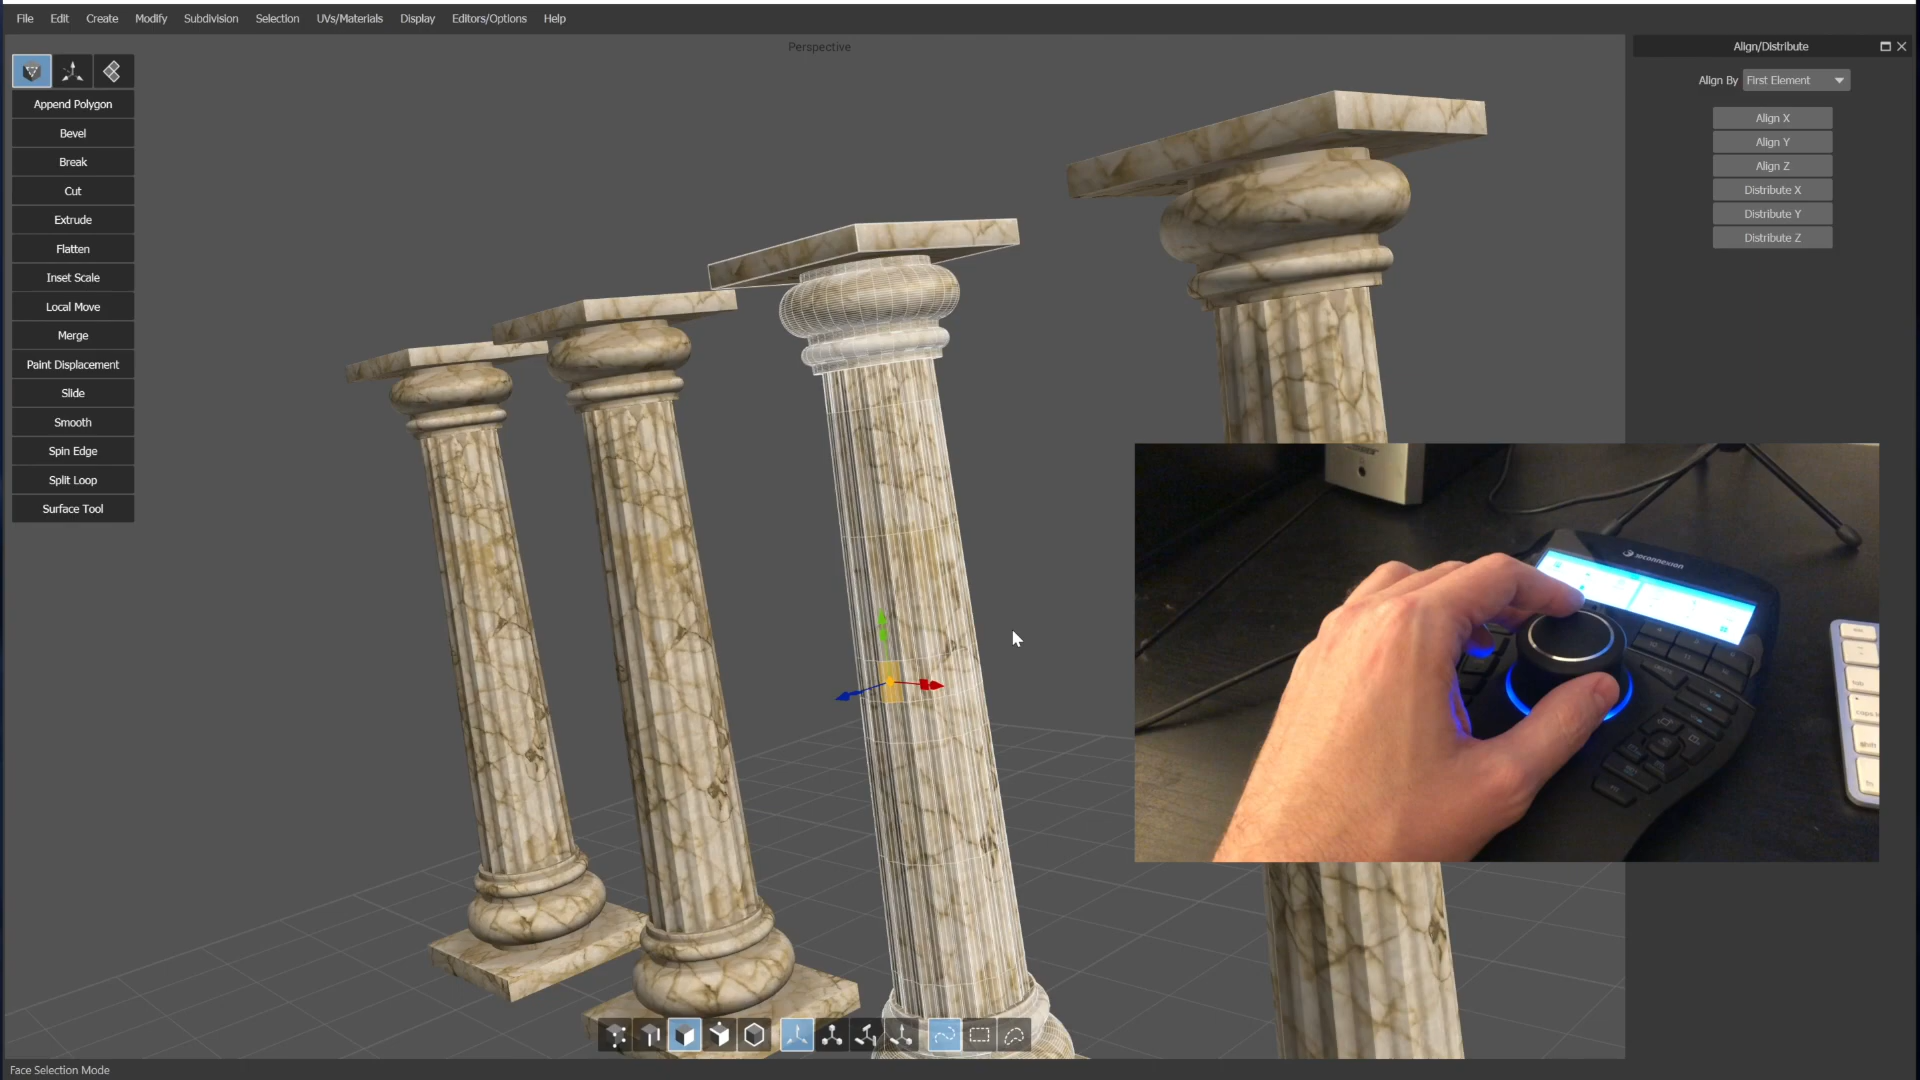 File Edit Create Modify Subdivision Selection UVs/Materials Display Editors/Options Help
Perspective
Align/Distribute
Align By First Element
Align X
Align Y
Align Z
Distribute X
Distribute Y
Distribute Z
Append Polygon
Bevel
Break
Cut
Extrude
Flatten
Inset Scale
Local Move
Merge
Paint Displacement
Slide
Smooth
Spin Edge
Split Loop
Surface Tool
3Dconnexion
Face Selection Mode